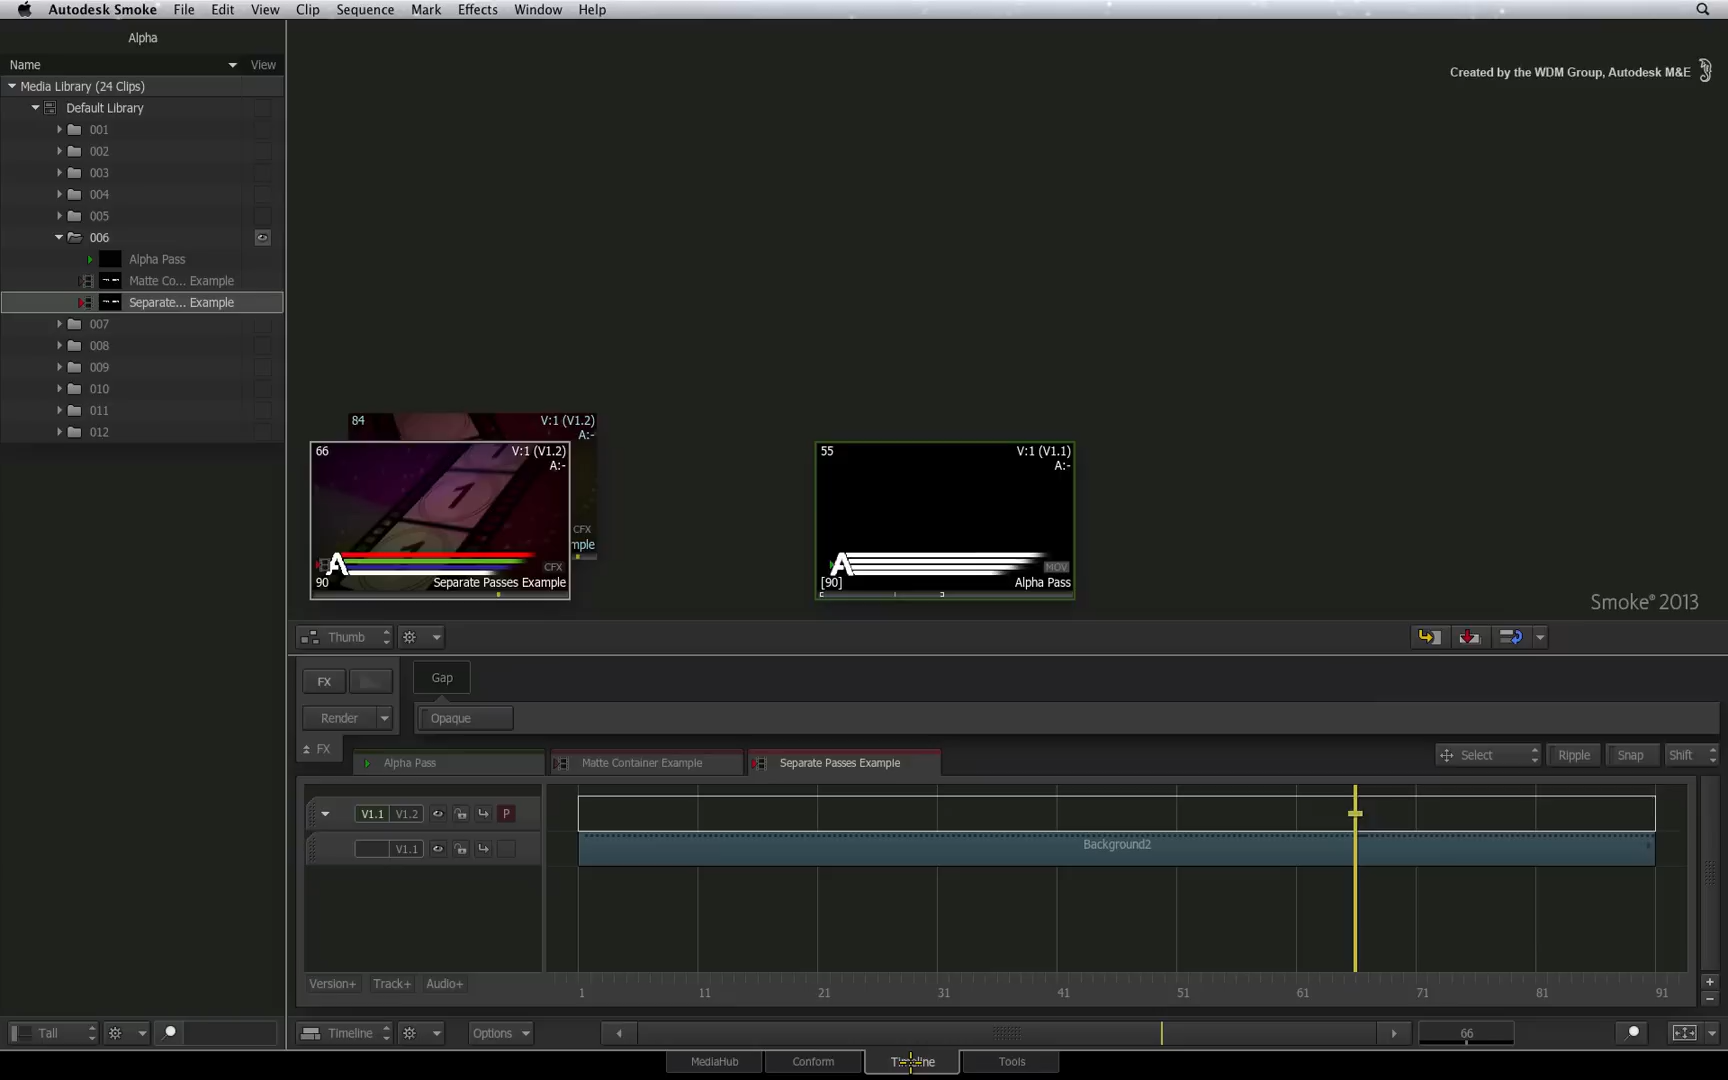 Autodesk Smoke File Edit View Clip Sequence Mark Effects Window Help
Alpha
Created by the WDM Group, Autodesk M&E
Name View
Media Library (24 Clips)
Default Library
001
002
003
004
005
006
Alpha Pass
Matte Co... Example
Separate... Example
007
008
009
010
011
012
84 V:1 (V1.2)
A:-
CFX
mple
66 V:1 (V1.2)
A:-
1
A
CFX
90 Separate Passes Example
55 V:1 (V1.1)
A:-
A
MOV
[90] Alpha Pass
Smoke® 2013
Thumb
FX Gap
Render Opaque
FX Alpha Pass Matte Container Example Separate Passes Example Select Ripple Snap Shift
V1.1 V1.2 P
V1.1 Background2
Version+ Track+ Audio+
1 11 21 31 41 51 61 71 81 91
Tall Timeline Options 66
MediaHub Conform Timeline Tools